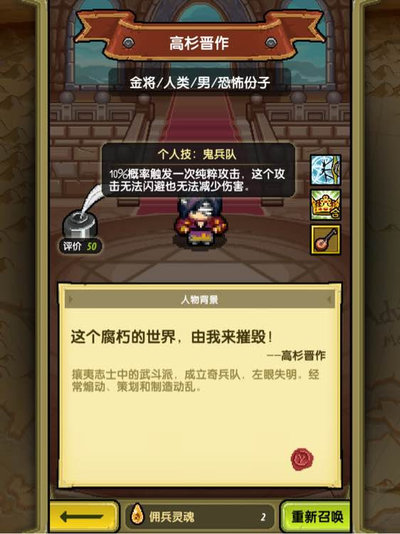 高杉晋作
金将/人类/男/恐怖份子
个人技：鬼兵队
10%概率触发一次纯粹攻击，这个攻
击无法闪避也无法减少伤害。
评价 50
人物背景
这个腐朽的世界，由我来摧毁！
--高杉晋作
攘夷志士中的武斗派，成立奇兵队，左眼失明。经
常煽动、策划和制造动乱。
佣兵灵魂 2
重新召唤